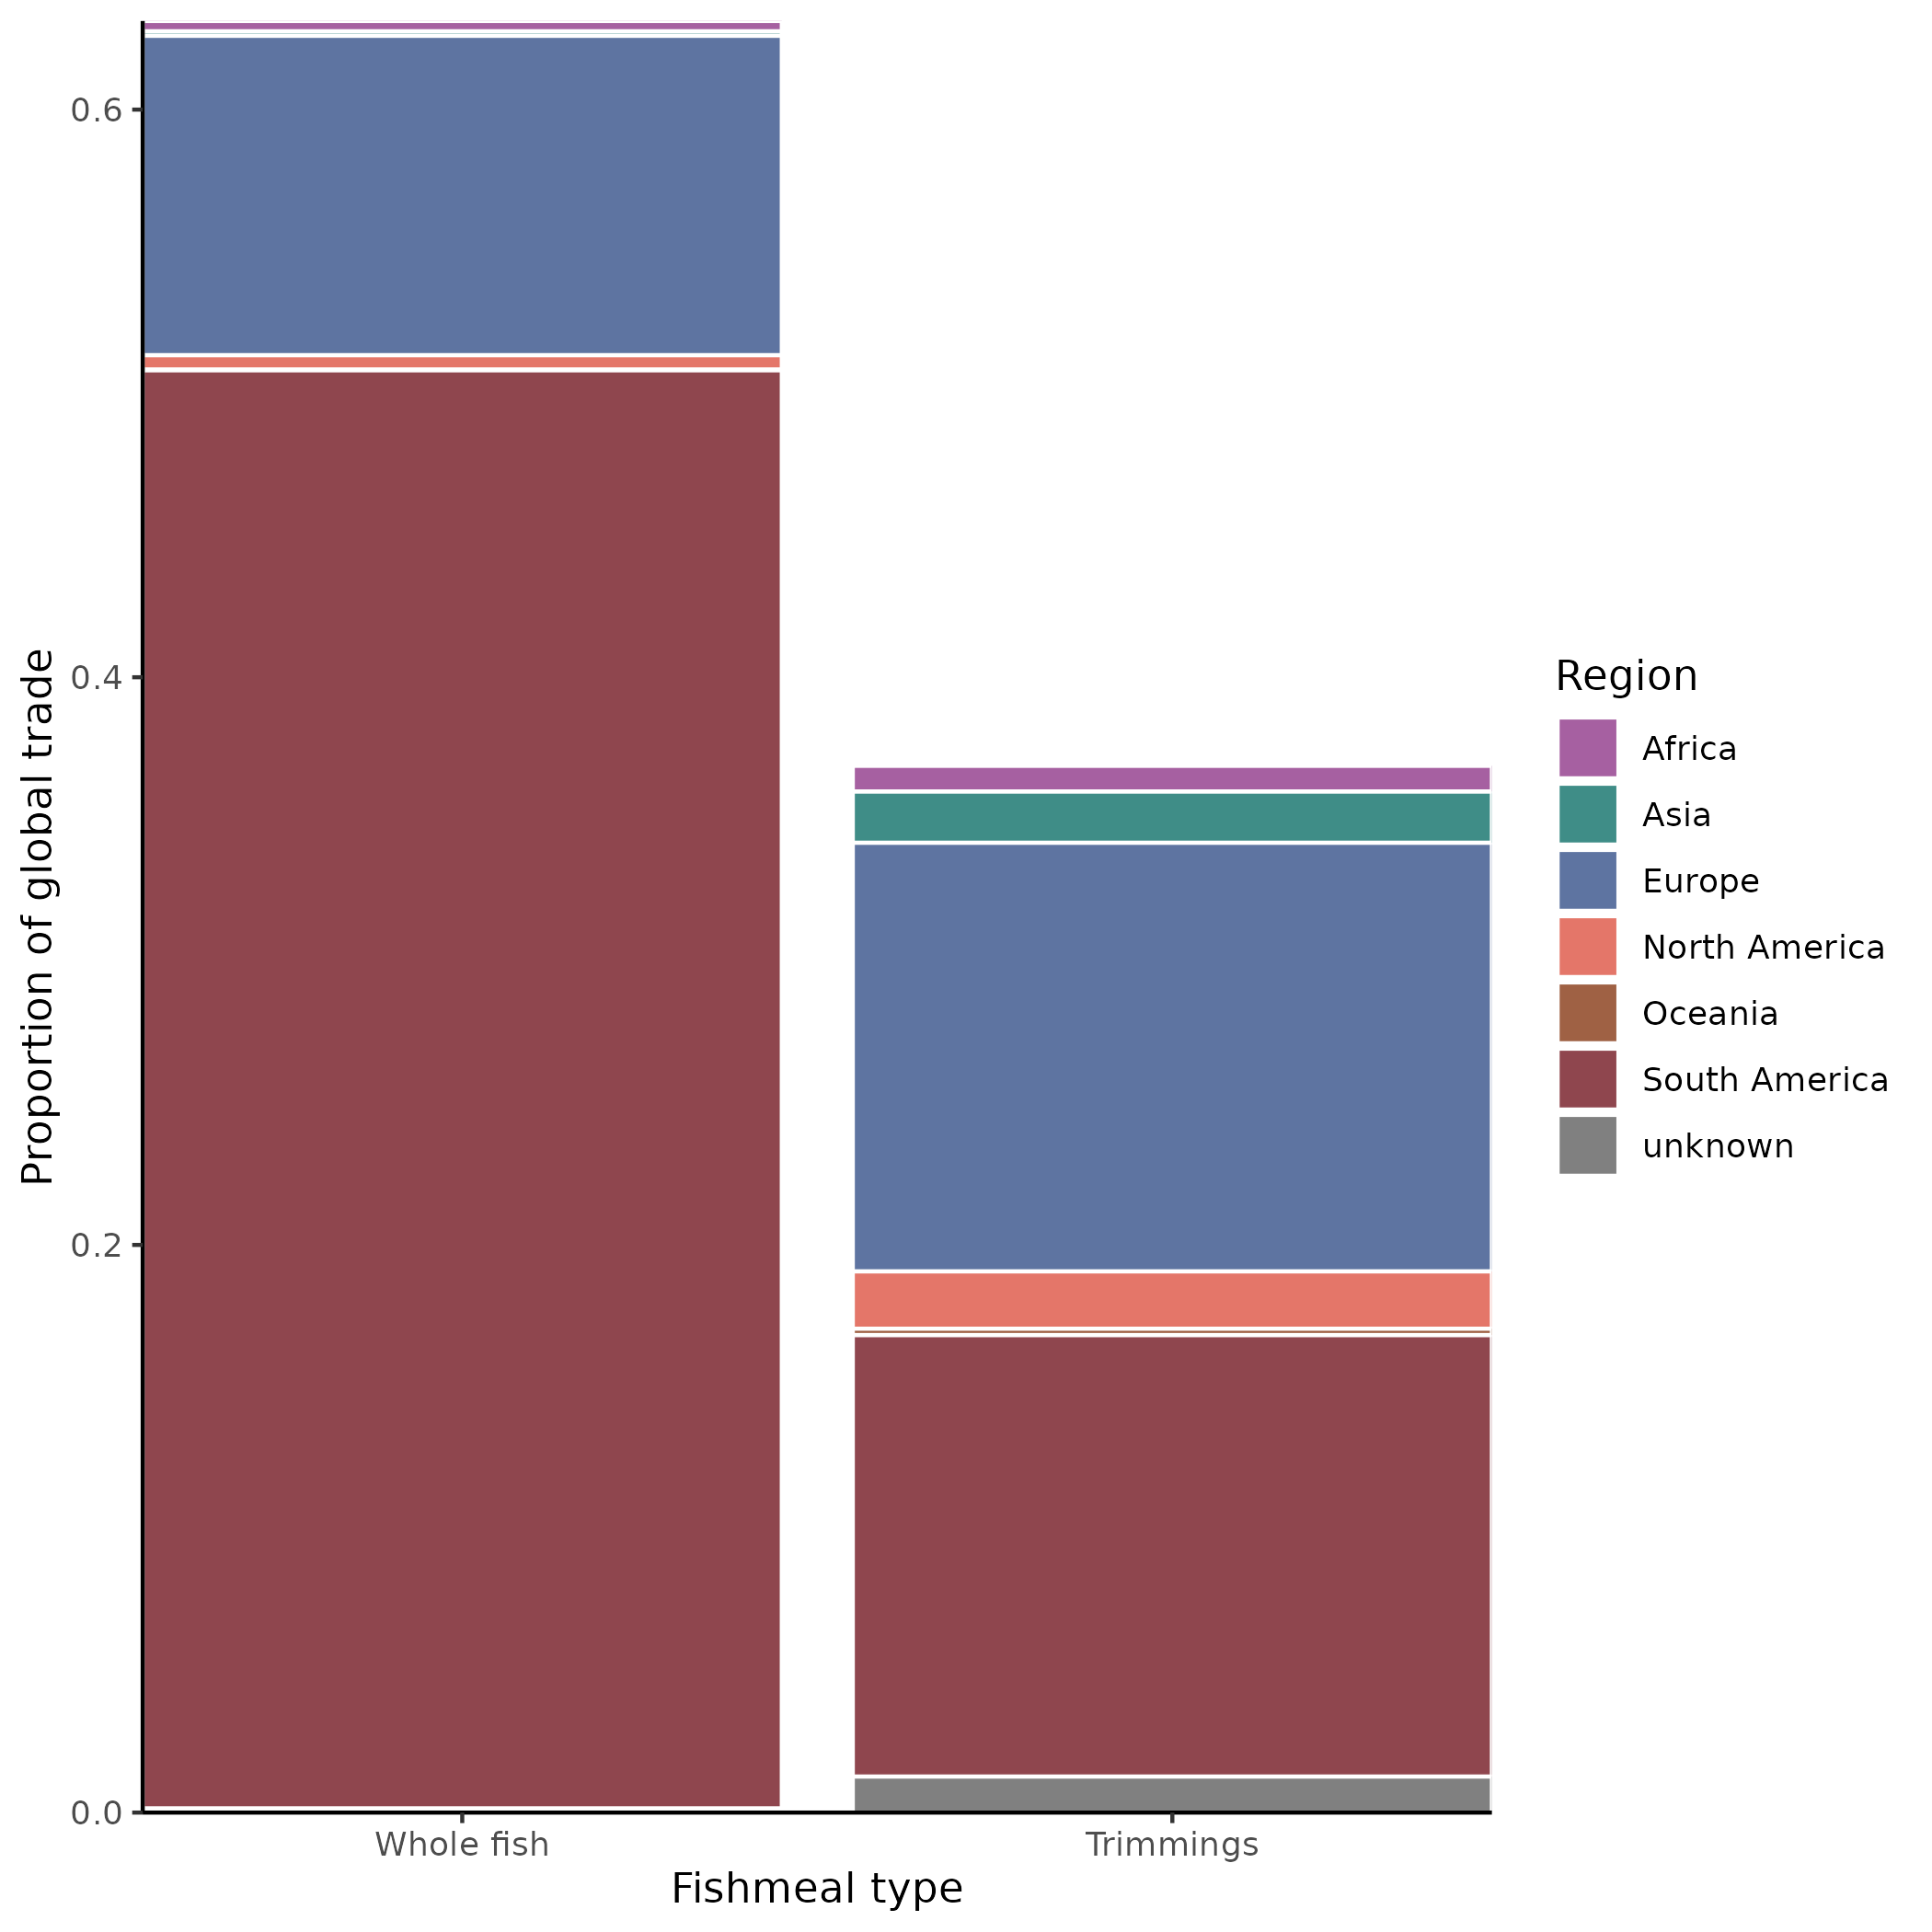 0.6
0.4
0.2
0.0
Proportion of global trade
Whole fish
Trimmings
Fishmeal type
Region
Africa
Asia
Europe
North America
Oceania
South America
unknown